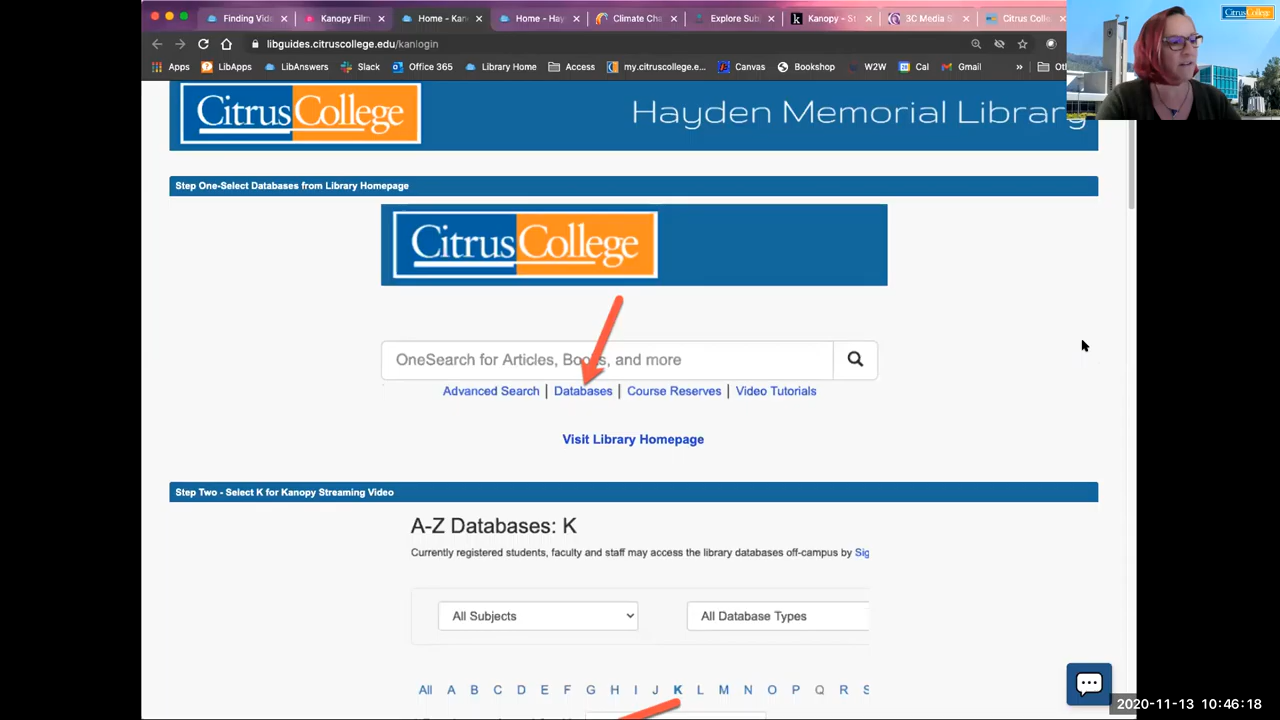 Finding Vid
Kanopy Film
Home - Kan
Home - Hay
Climate Cha
Explore Sub
Kanopy - St
3C Media S
Citrus Coll
CitrusCollege
libguides.citruscollege.edu/kanlogin
Apps
LibApps
LibAnswers
Slack
Office 365
Library Home
Access
my.citruscollege.e...
Canvas
Bookshop
W2W
Cal
Gmail
»
CitrusCollege
Hayden Memorial Library
Step One-Select Databases from Library Homepage
CitrusCollege
OneSearch for Articles, Books, and more
Advanced Search | Databases | Course Reserves | Video Tutorials
Visit Library Homepage
Step Two - Select K for Kanopy Streaming Video
A-Z Databases: K
Currently registered students, faculty and staff may access the library databases off-campus by Sig
All Subjects
All Database Types
All A B C D E F G H I J K L M N O P Q R S
2020-11-13 10:46:18